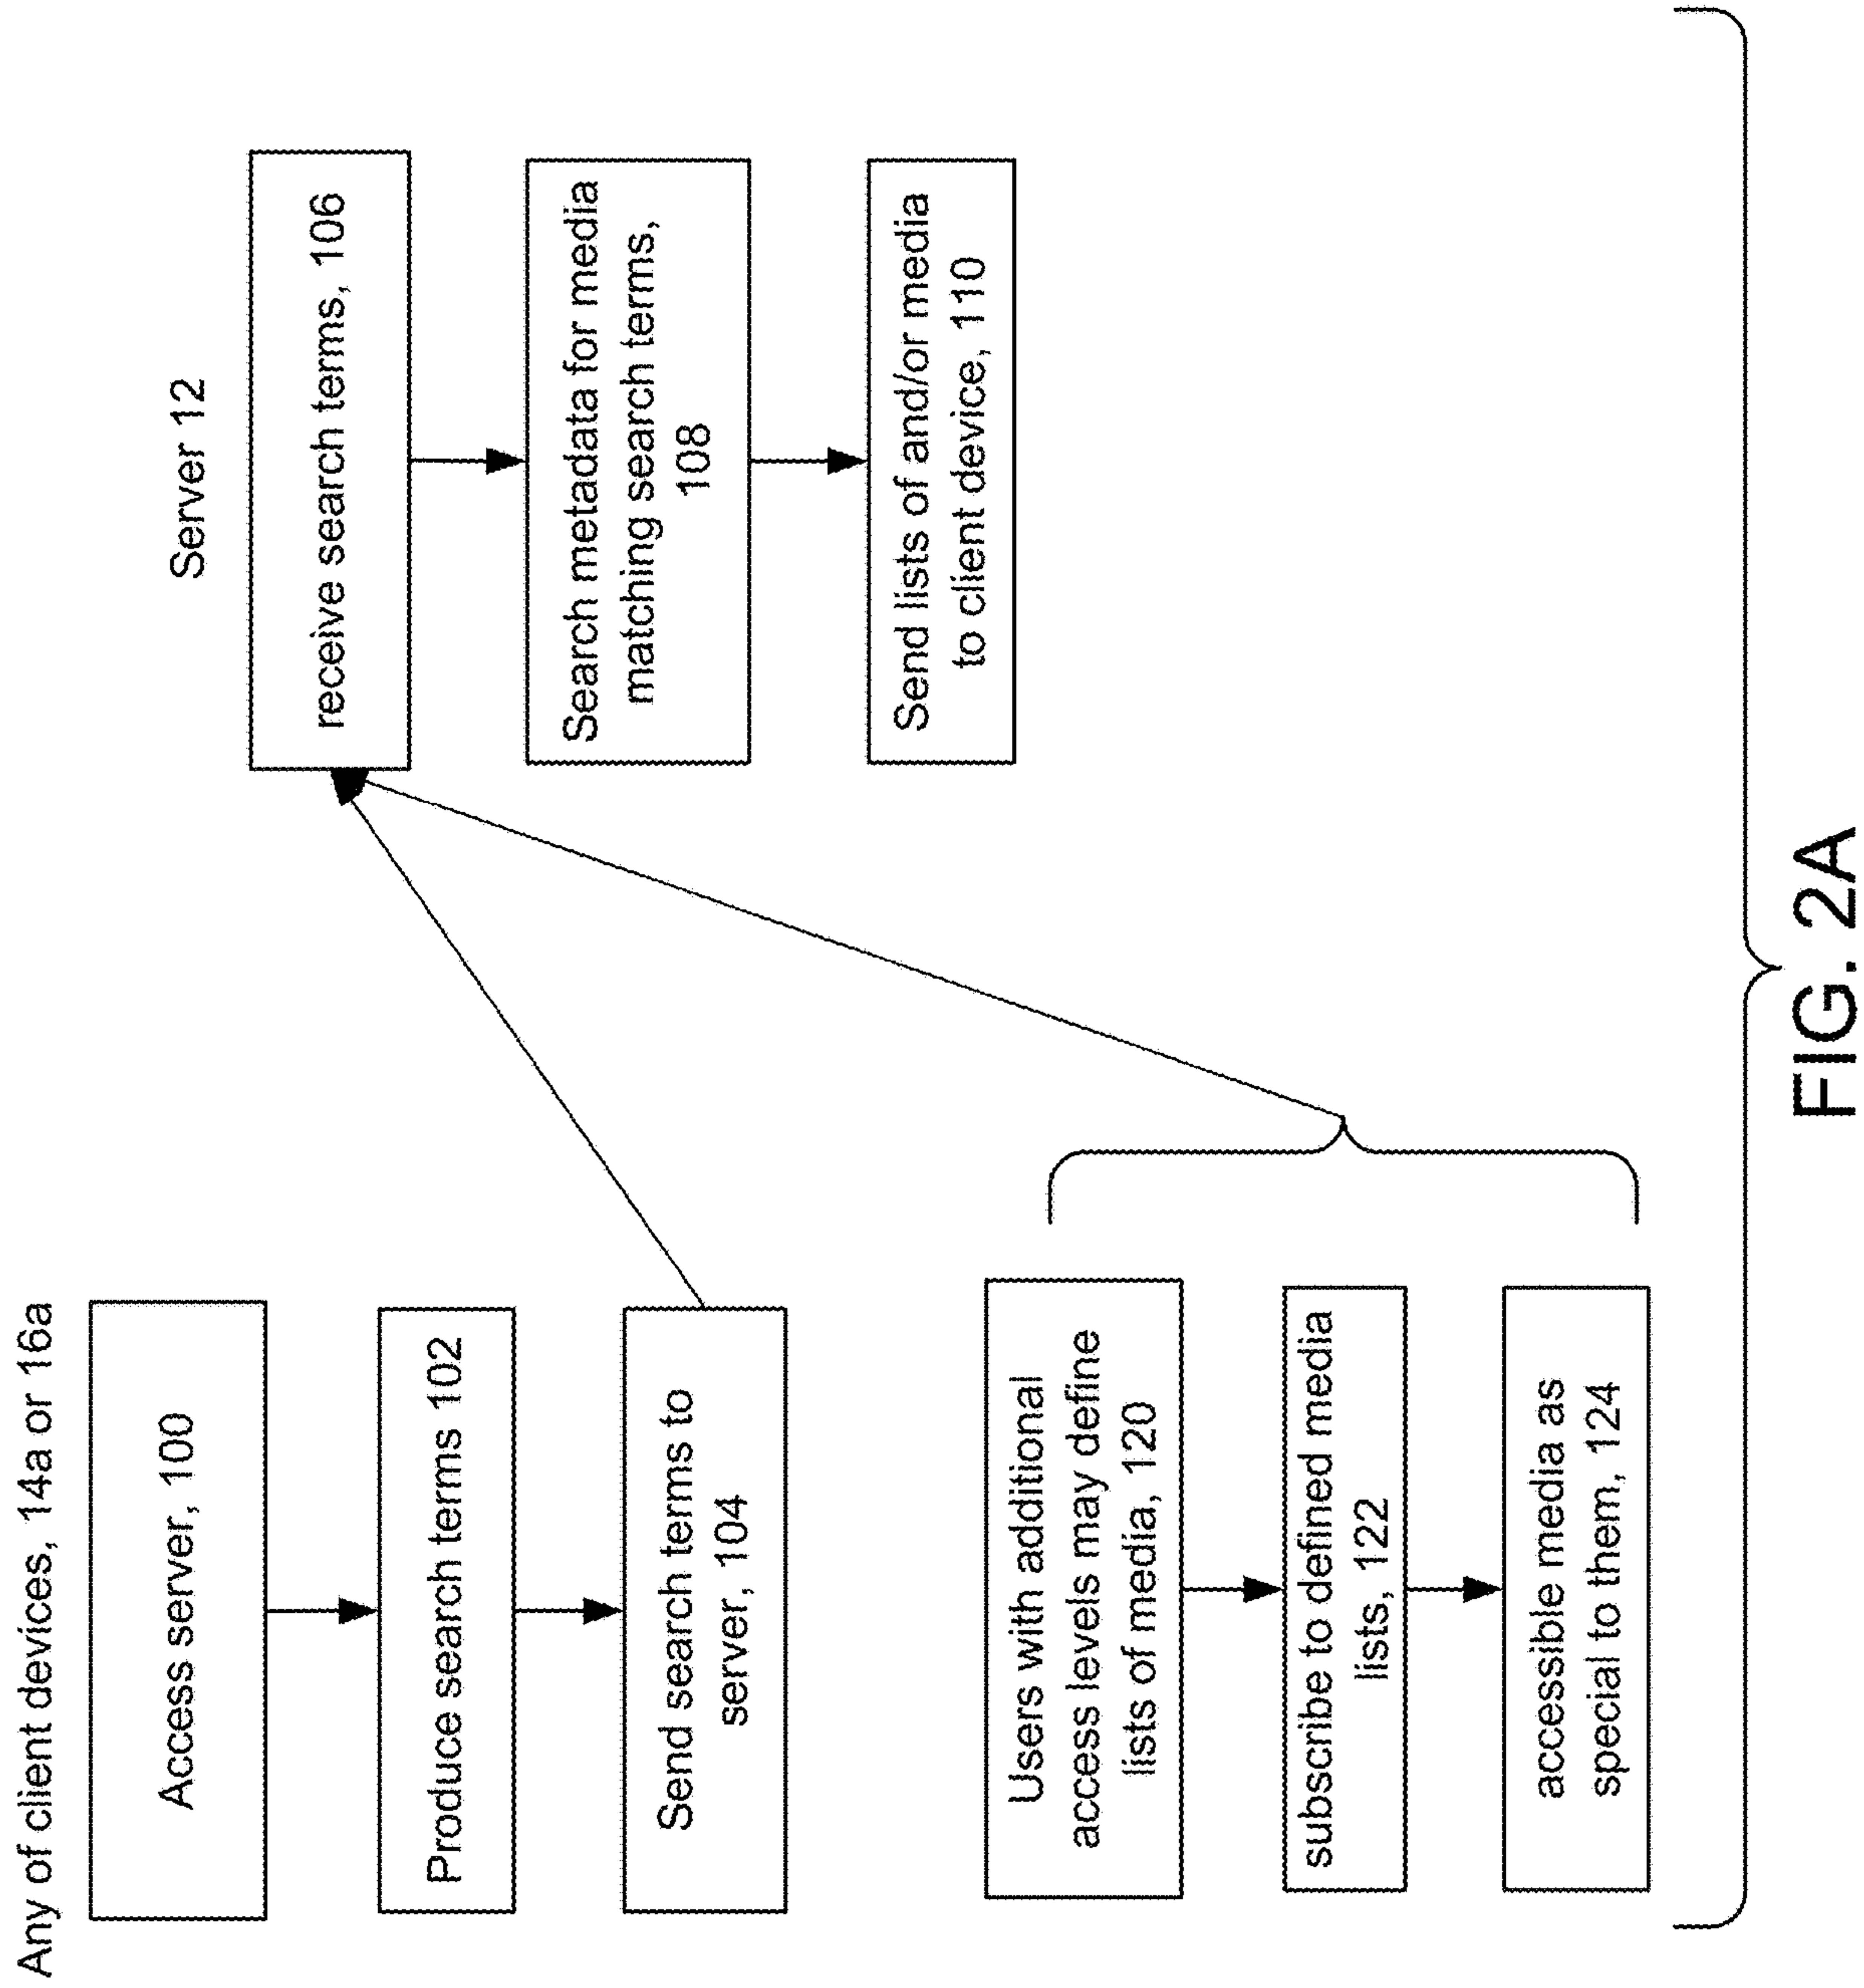 Any of client devices, 14a or 16a
Access server, 100
Produce search terms 102
Send search terms to
server, 104
Users with additional
access levels may define
lists of media, 120
subscribe to defined media
lists, 122
accessible media as
special to them, 124
Server 12
receive search terms, 106
Search metadata for media
matching search terms,
108
Send lists of and/or media
to client device, 110
FIG. 2A